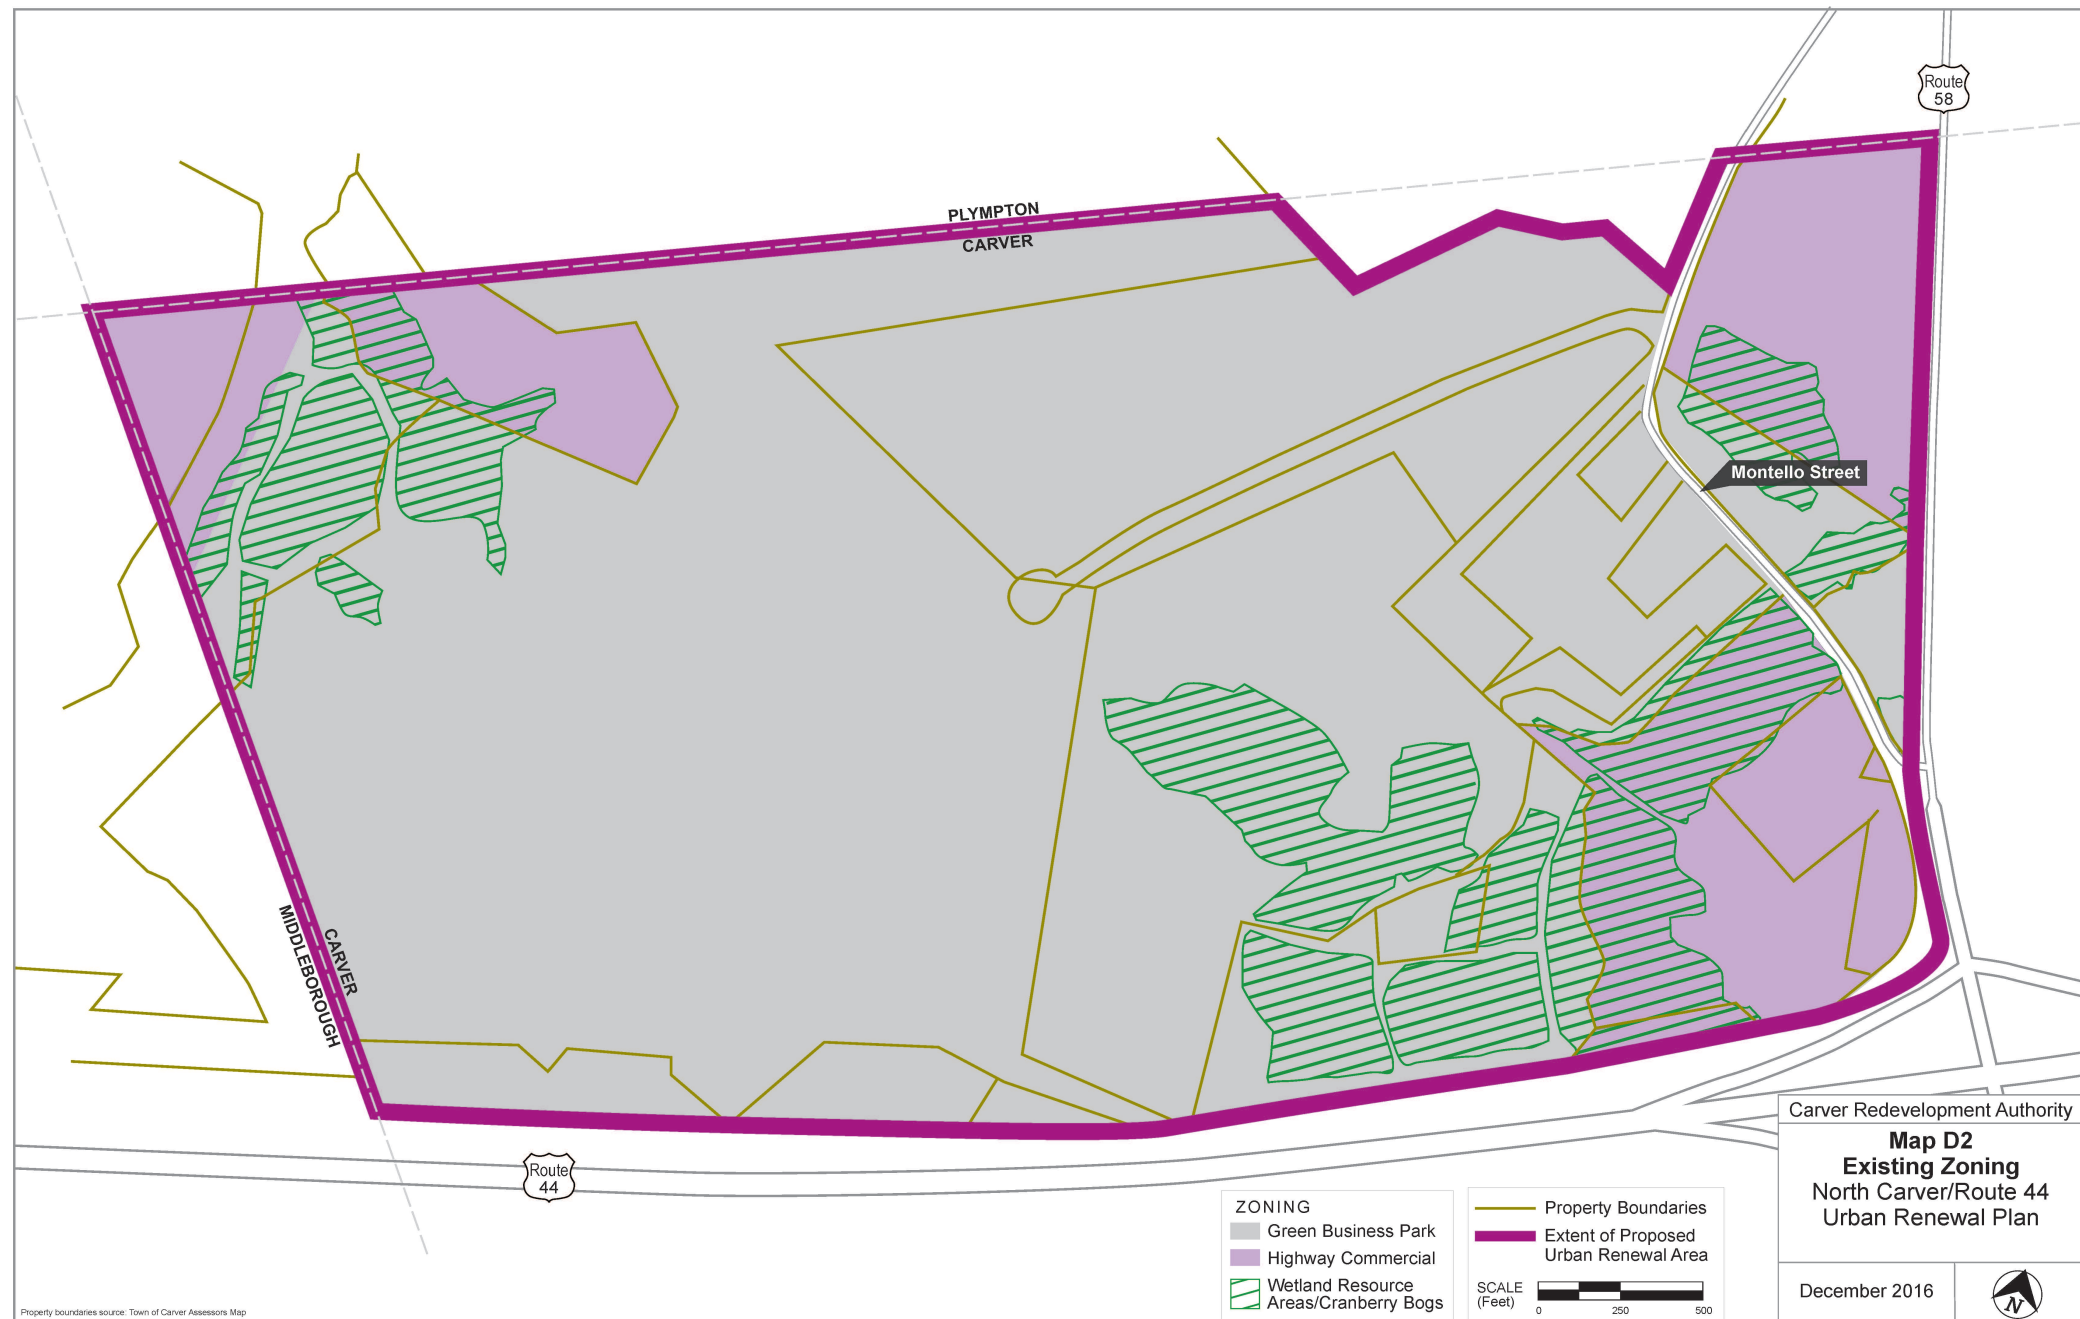 Route
58
PLYMPTON
CARVER
Montello Street
CARVER
MIDDLEBOROUGH
Route
44
Carver Redevelopment Authority
Map D2
Existing Zoning
North Carver/Route 44
Urban Renewal Plan
December 2016
N
ZONING
Green Business Park
Highway Commercial
Wetland Resource
Areas/Cranberry Bogs
Property Boundaries
Extent of Proposed
Urban Renewal Area
SCALE
(Feet)
0 250 500
Property boundaries source: Town of Carver Assessors Map